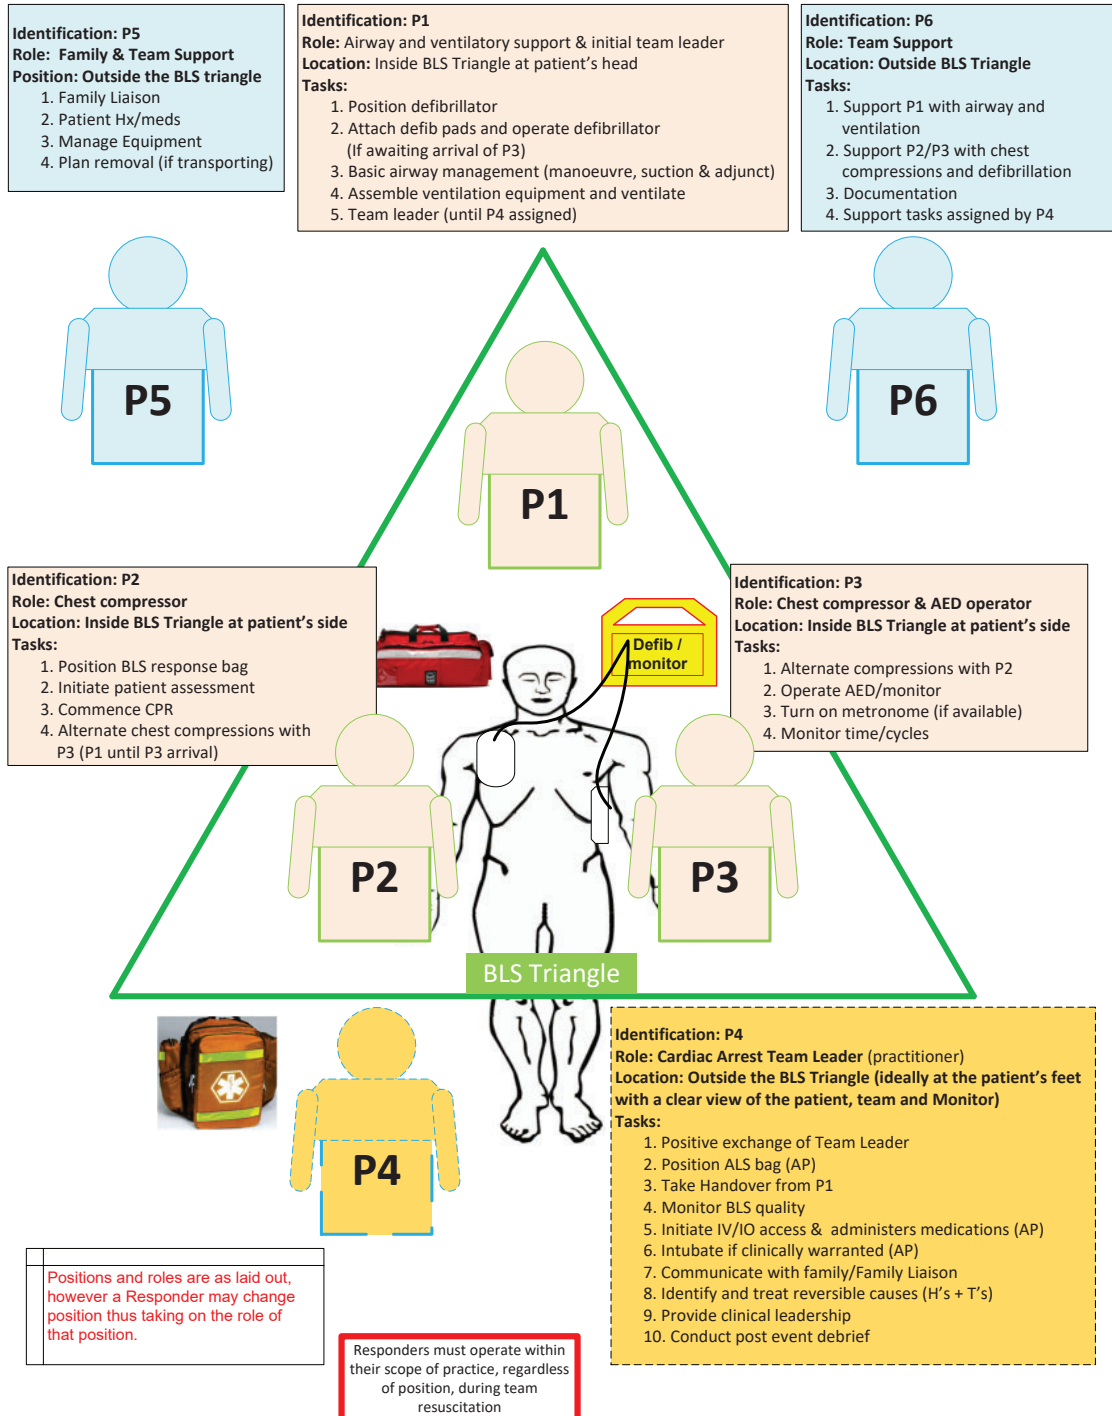 Identification: P5
Role:  Family & Team Support
Position: Outside the BLS triangle
1. Family Liaison
2. Patient Hx/meds
3. Manage Equipment
4. Plan removal (if transporting)
Identification: P1
Role: Airway and ventilatory support & initial team leader
Location: Inside BLS Triangle at patient's head
Tasks:
1. Position defibrillator
2. Attach defib pads and operate defibrillator
(If awaiting arrival of P3)
3. Basic airway management (manoeuvre, suction & adjunct)
4. Assemble ventilation equipment and ventilate
5. Team leader (until P4 assigned)
Identification: P6
Role: Team Support
Location: Outside BLS Triangle
Tasks:
1. Support P1 with airway and
ventilation
2. Support P2/P3 with chest
compressions and defibrillation
3. Documentation
4. Support tasks assigned by P4
P5
P1
P6
Identification: P2
Role: Chest compressor
Location: Inside BLS Triangle at patient's side
Tasks:
1. Position BLS response bag
2. Initiate patient assessment
3. Commence CPR
4. Alternate chest compressions with
P3 (P1 until P3 arrival)
Defib /
monitor
Identification: P3
Role: Chest compressor & AED operator
Location: Inside BLS Triangle at patient's side
Tasks:
1. Alternate compressions with P2
2. Operate AED/monitor
3. Turn on metronome (if available)
4. Monitor time/cycles
P2
P3
BLS Triangle
P4
Identification: P4
Role: Cardiac Arrest Team Leader (practitioner)
Location: Outside the BLS Triangle (ideally at the patient's feet
with a clear view of the patient, team and Monitor)
Tasks:
1. Positive exchange of Team Leader
2. Position ALS bag (AP)
3. Take Handover from P1
4. Monitor BLS quality
5. Initiate IV/IO access &  administers medications (AP)
6. Intubate if clinically warranted (AP)
7. Communicate with family/Family Liaison
8. Identify and treat reversible causes (H's + T's)
9. Provide clinical leadership
10. Conduct post event debrief
Positions and roles are as laid out,
however a Responder may change
position thus taking on the role of
that position.
Responders must operate within
their scope of practice, regardless
of position, during team
resuscitation